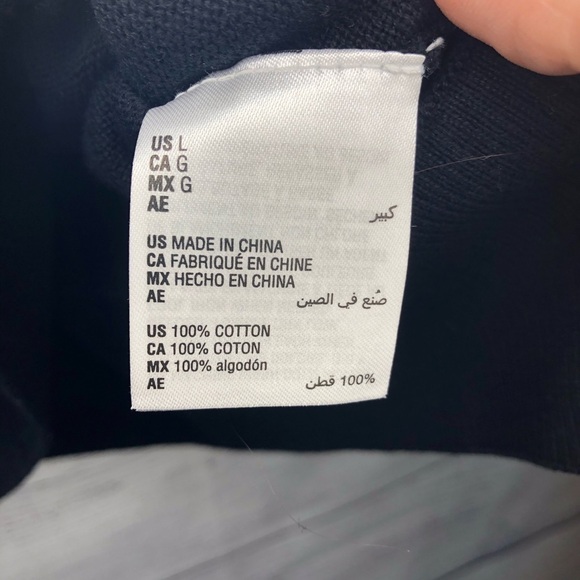 US L
CA G
MX G
AE كبير
US MADE IN CHINA
CA FABRIQUÉ EN CHINE
MX HECHO EN CHINA
AE صُنع في الصين
US 100% COTTON
CA 100% COTON
MX 100% algodón
AE 100% قطن